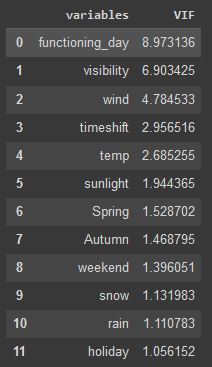 variables VIF
0 functioning_day 8.973136
1 visibility 6.903425
2 wind 4.784533
3 timeshift 2.956516
4 temp 2.685255
5 sunlight 1.944365
6 Spring 1.528702
7 Autumn 1.468795
8 weekend 1.396051
9 snow 1.131983
10 rain 1.110783
11 holiday 1.056152